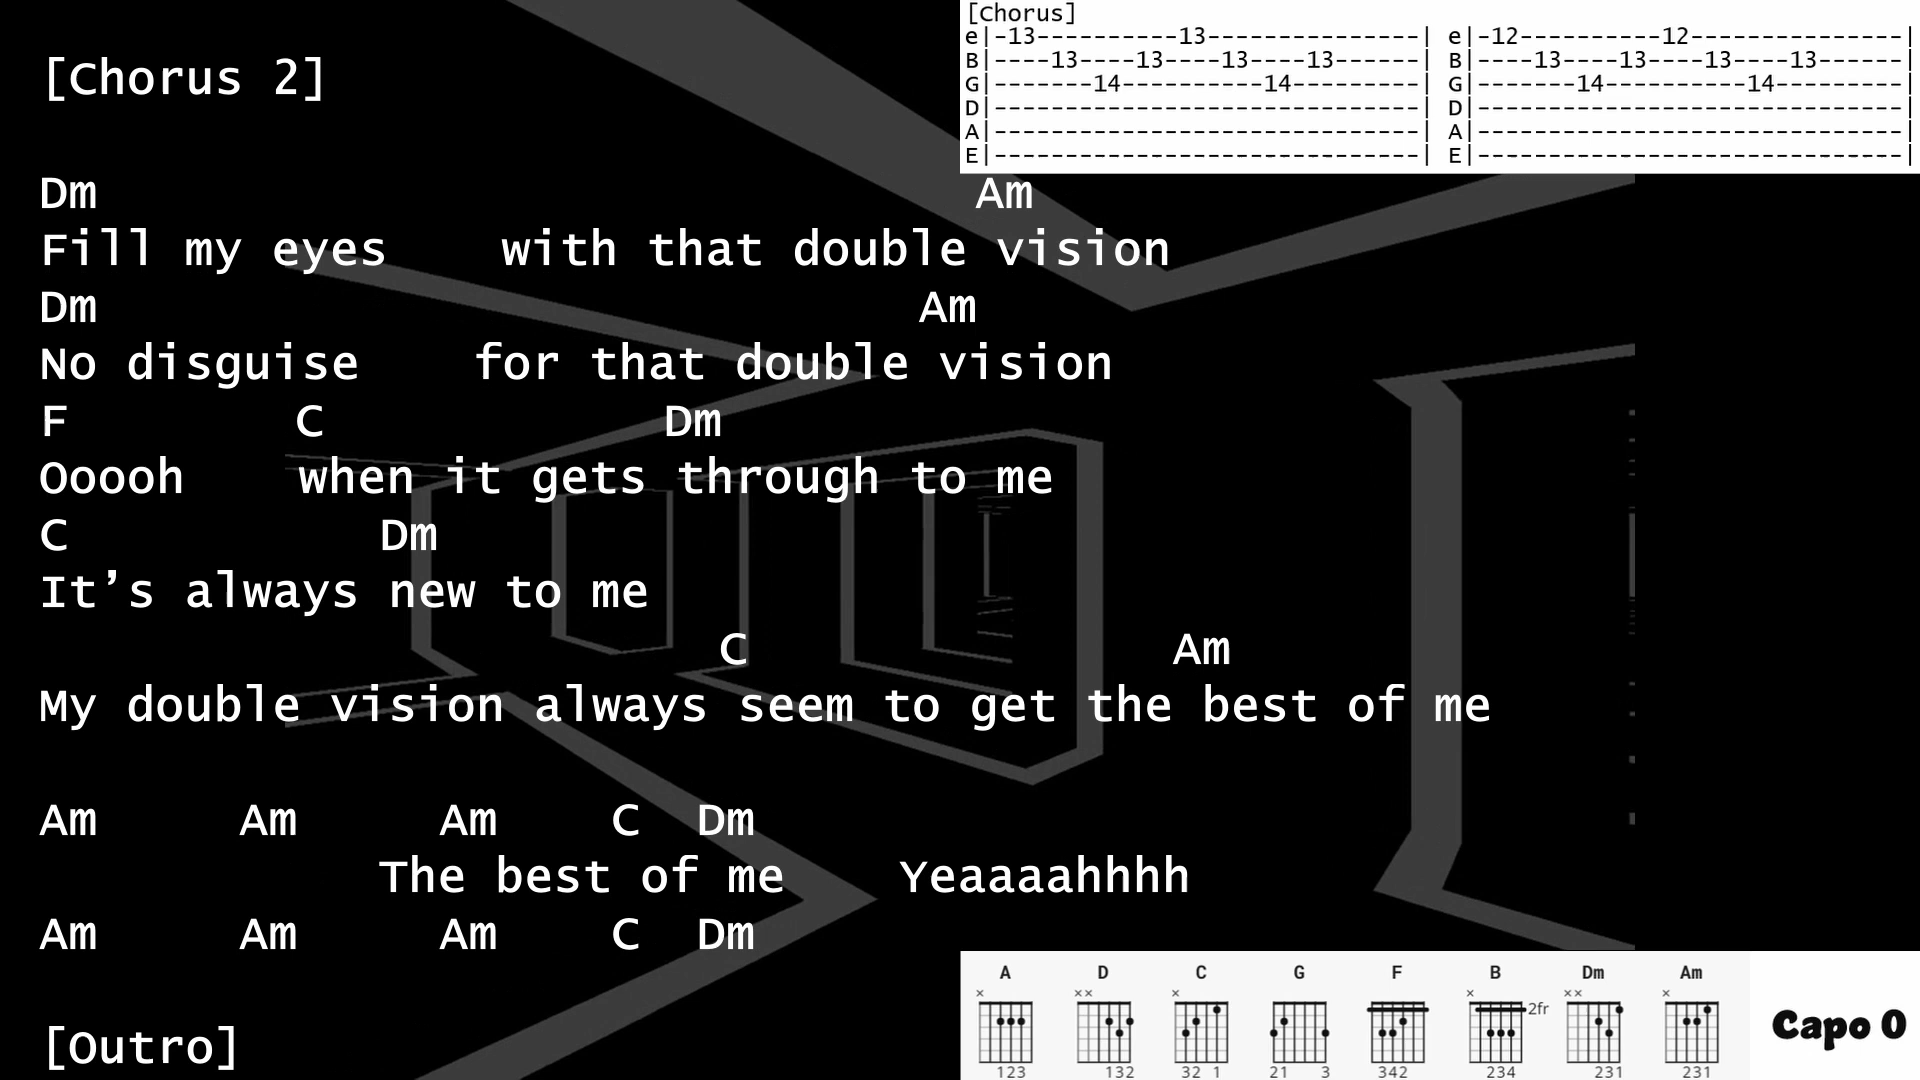 [Chorus 2]
Dm Am
Fill my eyes with that double vision
Dm Am
No disguise for that double vision
F C Dm
Ooooh when it gets through to me
C Dm
It’s always new to me
C Am
My double vision always seem to get the best of me
Am Am Am C Dm
The best of me Yeaaaahhhh
Am Am Am C Dm
[Outro]
[Chorus]
e|-13----------13---------------| e|-12----------12---------------|
B|----13----13----13----13-------| B|----13----13----13----13-------|
G|-------14----------14----------| G|-------14----------14----------|
D|------------------------------| D|------------------------------|
A|------------------------------| A|------------------------------|
E|------------------------------| E|------------------------------|
A D C G F B Dm Am
× ×× × × ×× ×
2fr
123 132 32 1 21 3 342 234 231 231
Capo 0